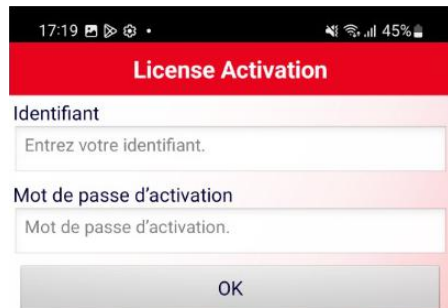 17:19
45%
License Activation
Identifiant
Entrez votre identifiant.
Mot de passe d'activation
Mot de passe d'activation.
OK